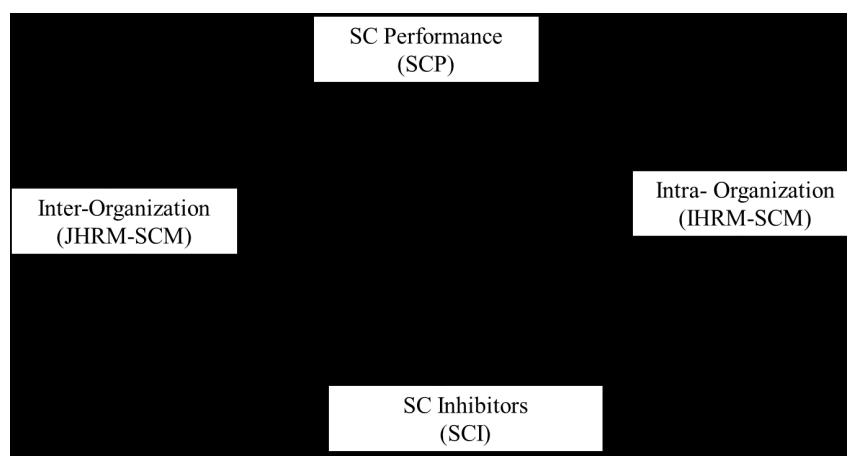 SC Performance
(SCP)
Inter-Organization
(JHRM-SCM)
Intra- Organization
(IHRM-SCM)
SC Inhibitors
(SCI)